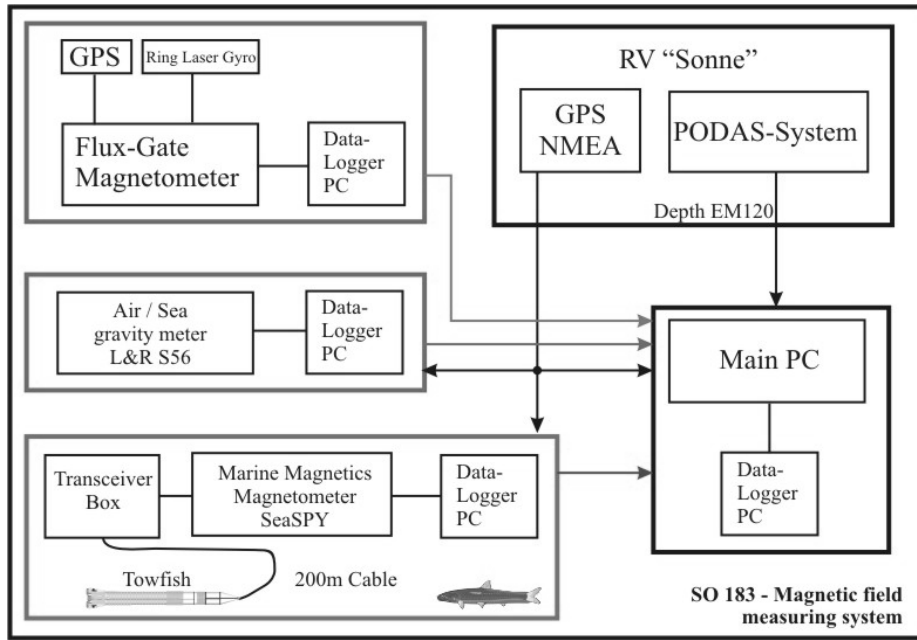 GPS
Ring Laser Gyro
Flux-Gate
Magnetometer
Data-
Logger
PC
RV “Sonne”
GPS
NMEA
PODAS-System
Depth EM120
Air / Sea
gravity meter
L&R S56
Data-
Logger
PC
Main PC
Data-
Logger
PC
Transceiver
Box
Marine Magnetics
Magnetometer
SeaSPY
Data-
Logger
PC
Towfish
200m Cable
SO 183 - Magnetic field
measuring system